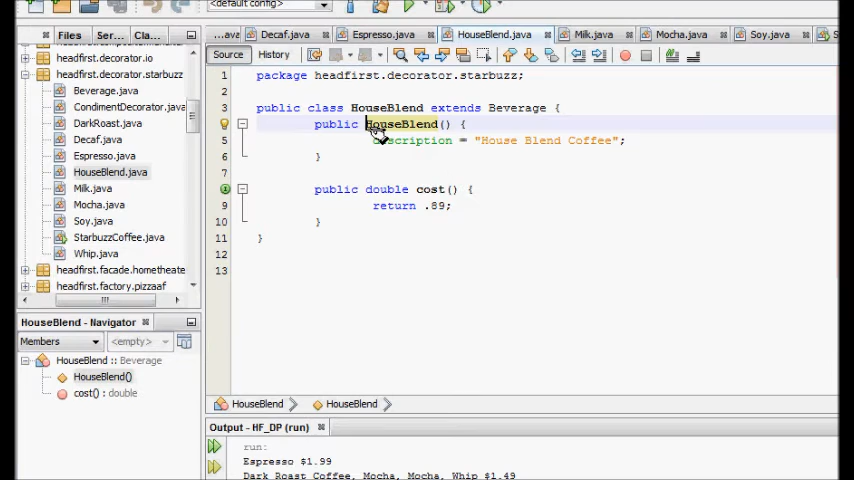 <default config>
Files Ser... Cla...
...ava Decaf.java Espresso.java HouseBlend.java Milk.java Mocha.java Soy.java S
Source History
headfirst.decorator.io
headfirst.decorator.starbuzz
Beverage.java
CondimentDecorator.java
DarkRoast.java
Decaf.java
Espresso.java
HouseBlend.java
Milk.java
Mocha.java
Soy.java
StarbuzzCoffee.java
Whip.java
headfirst.facade.hometheate
headfirst.factory.pizzaaf
1 package headfirst.decorator.starbuzz;
2
3 public class HouseBlend extends Beverage {
public HouseBlend() {
5 description = "House Blend Coffee";
6 }
7
public double cost() {
9 return .89;
10 }
11 }
12
13
HouseBlend - Navigator
Members <empty>
HouseBlend :: Beverage
HouseBlend()
cost() : double
HouseBlend HouseBlend
Output - HF_DP (run)
run:
Espresso $1.99
Dark Roast Coffee, Mocha, Mocha, Whip $1.49